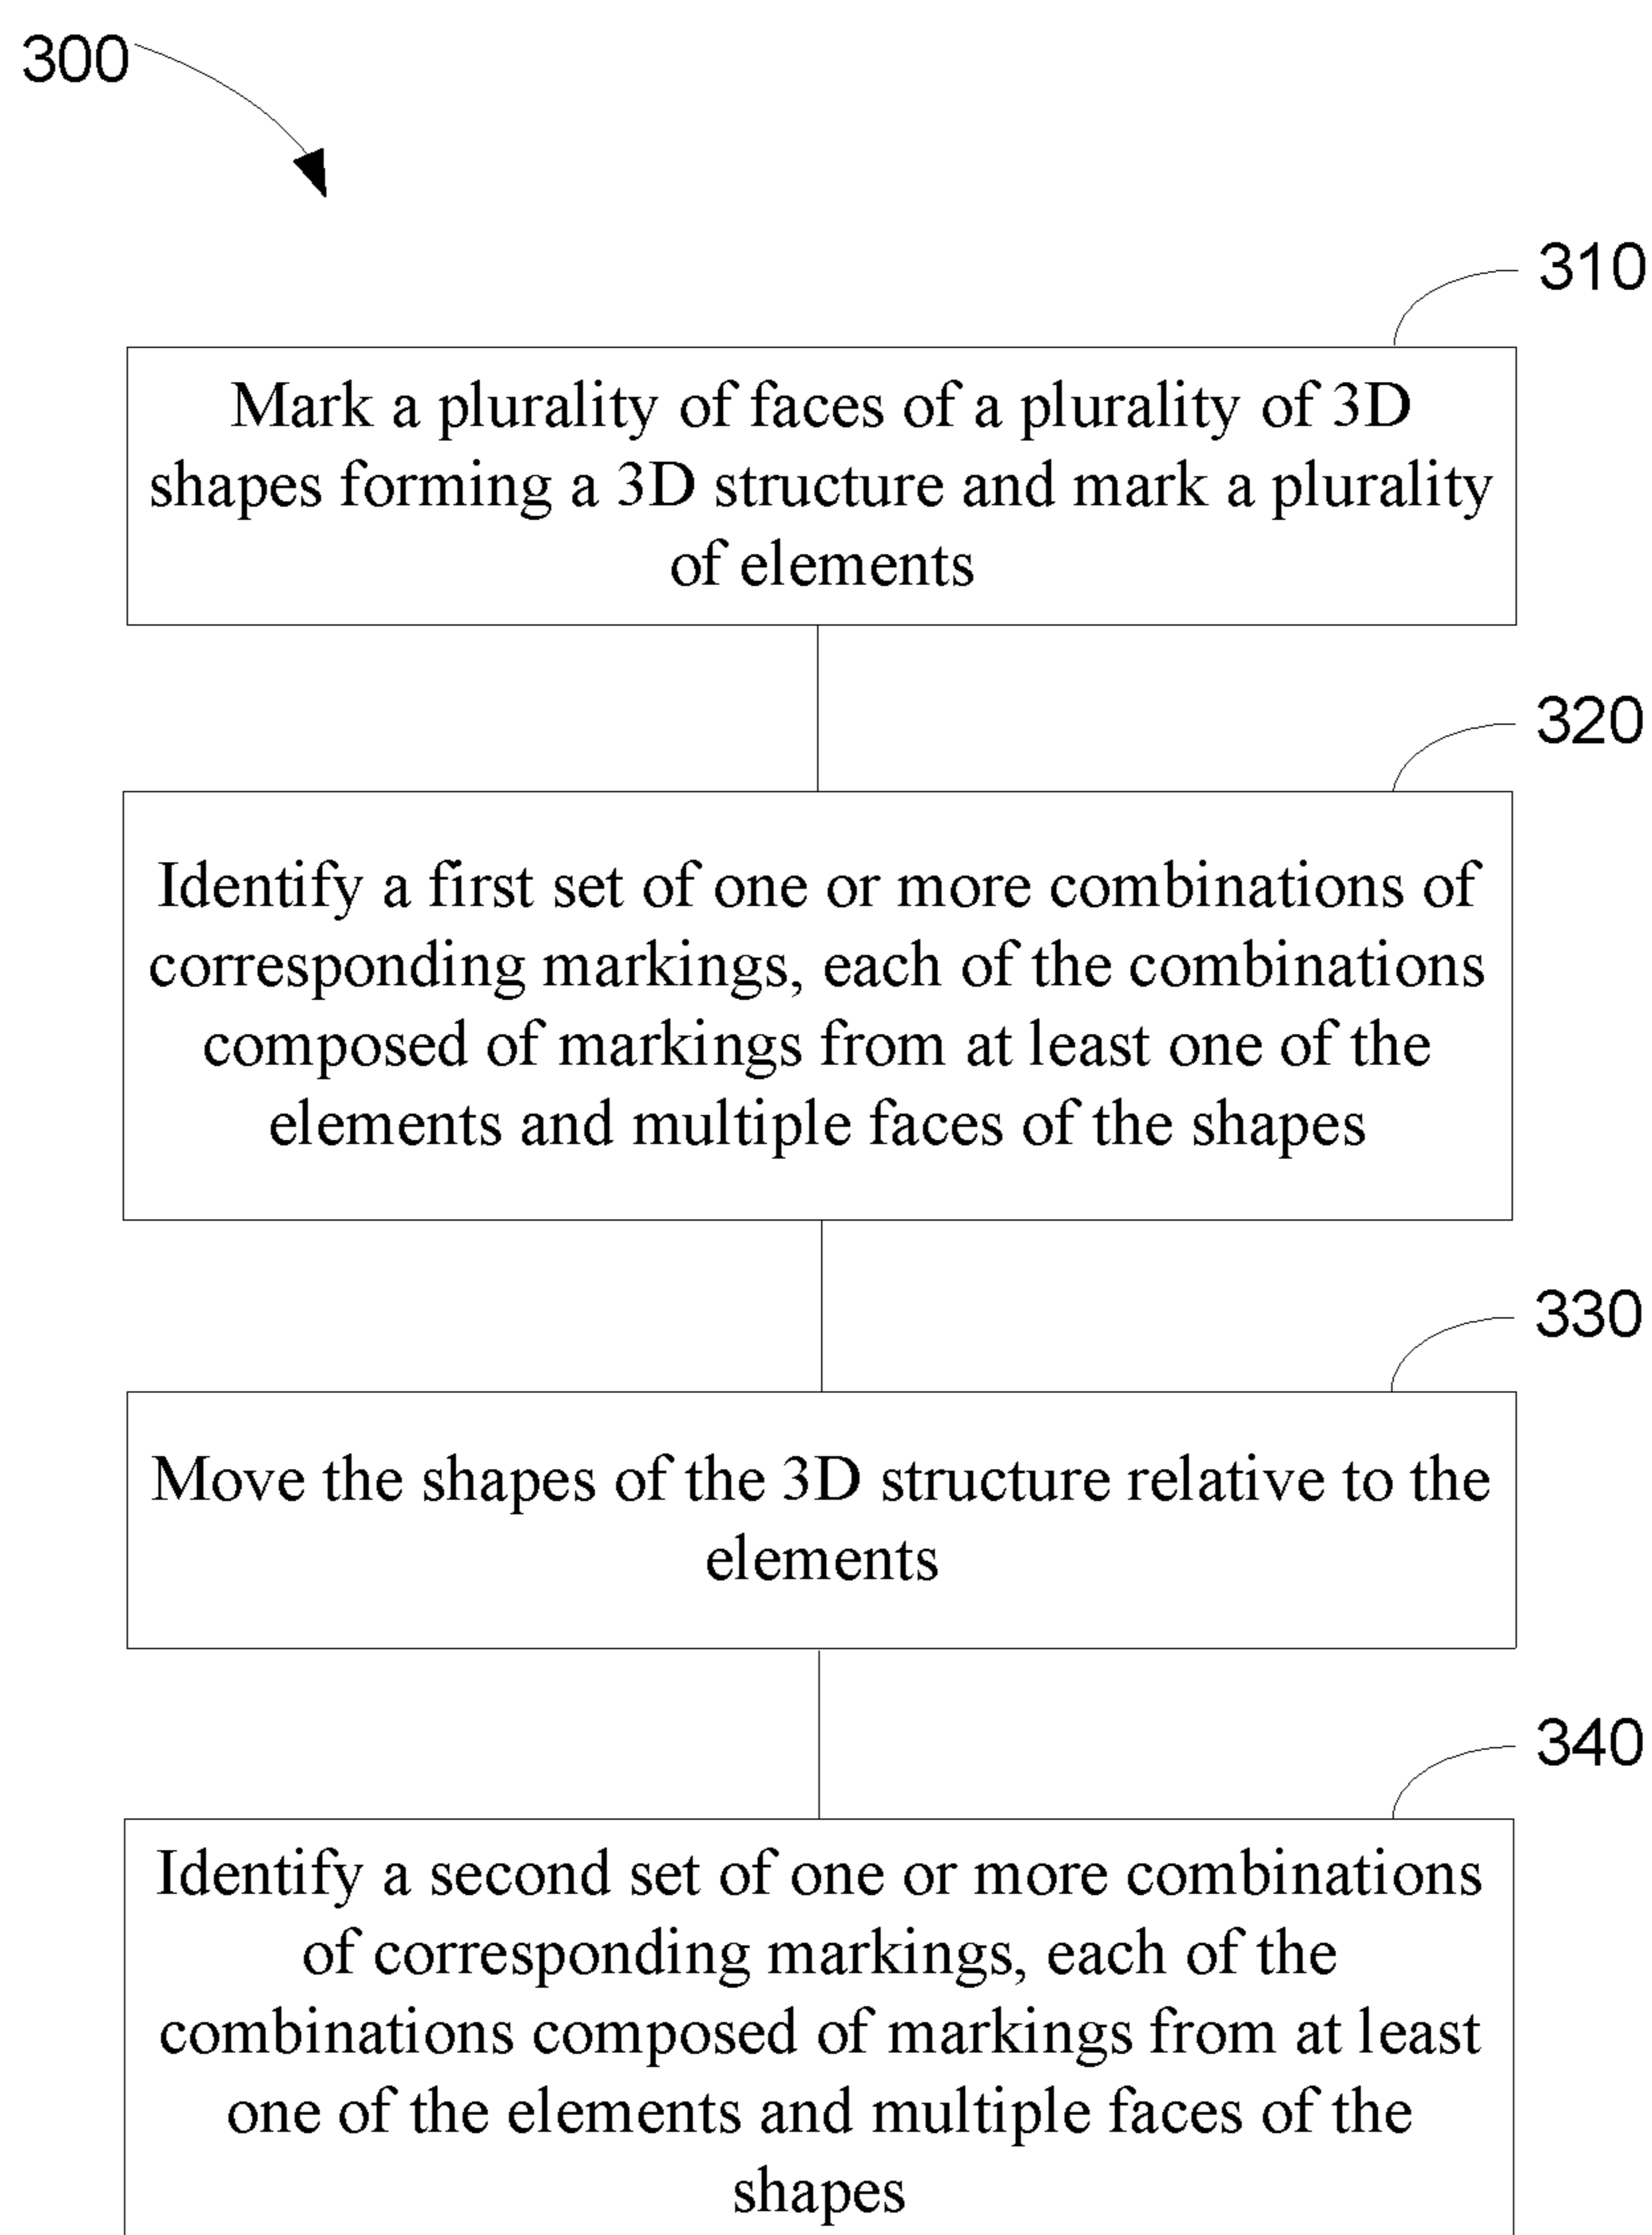 300
310
Mark a plurality of faces of a plurality of 3D
shapes forming a 3D structure and mark a plurality
of elements
320
Identify a first set of one or more combinations of
corresponding markings, each of the combinations
composed of markings from at least one of the
elements and multiple faces of the shapes
330
Move the shapes of the 3D structure relative to the
elements
340
Identify a second set of one or more combinations
of corresponding markings, each of the
combinations composed of markings from at least
one of the elements and multiple faces of the
shapes